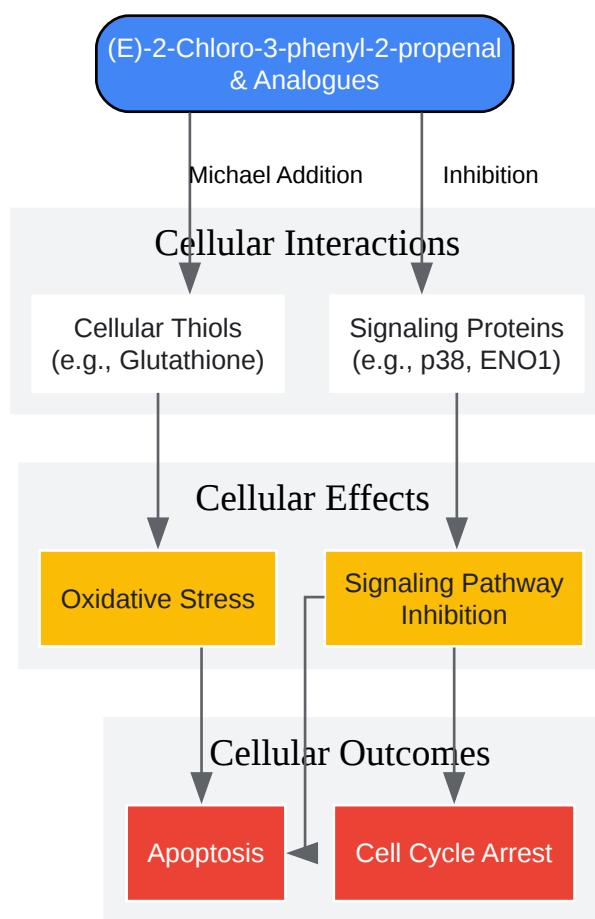 (E)-2-Chloro-3-phenyl-2-propenal
& Analogues
Michael Addition
Inhibition
Cellular Interactions
Cellular Thiols
(e.g., Glutathione)
Signaling Proteins
(e.g., p38, ENO1)
Cellular Effects
Oxidative Stress
Signaling Pathway
Inhibition
Cellular Outcomes
Apoptosis
Cell Cycle Arrest